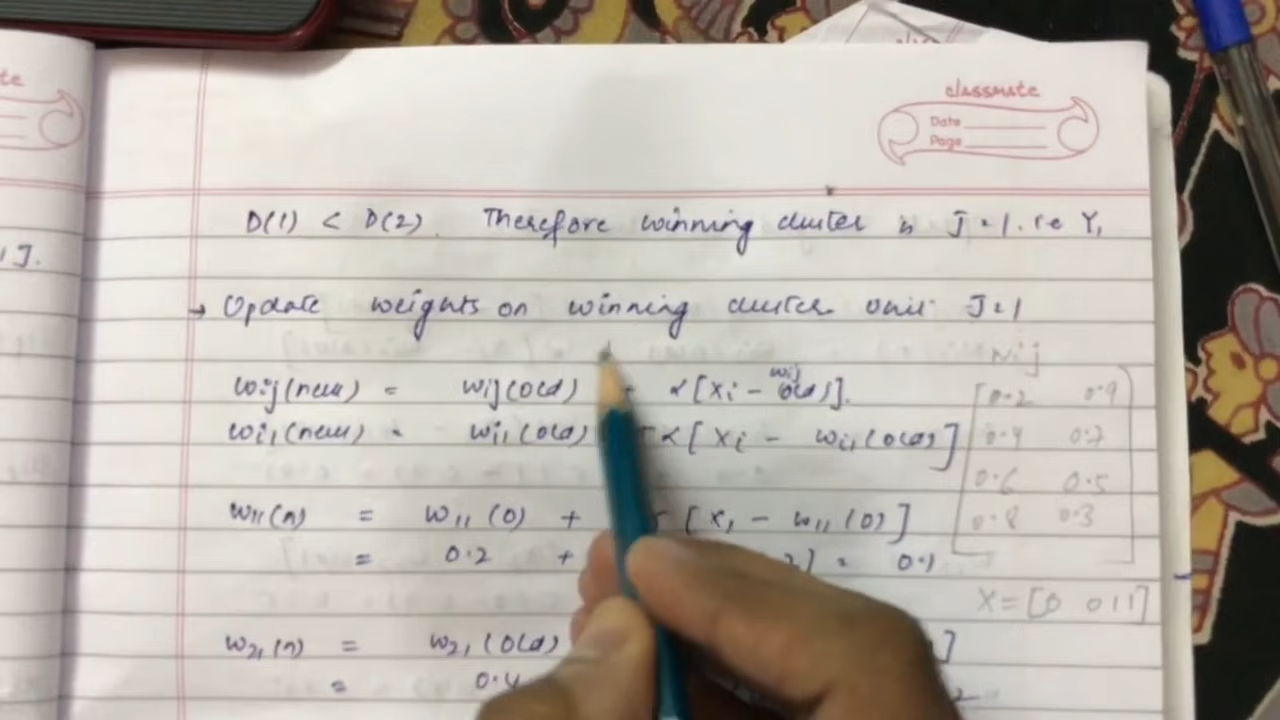 te
classmate
Date
Page
D(1) < D(2). Therefore winning cluster is J = 1. i.e Y1
J.
→ Update weights on winning cluster unit J=1
wij
wij(new) = wij(old) + α[xi - wij(old)].
wi1(new) = wi1(old) + α[xi - wi1(old)]
[0.2 0.9
0.4 0.7
0.6 0.5
0.8 0.3]
w11(n) = w11(0) + [x1 - w11(0)]
= 0.2 + 2] = 0.1
X = [0 0 1 1]
w21(n) = w21(old) ]
= 0.4 2